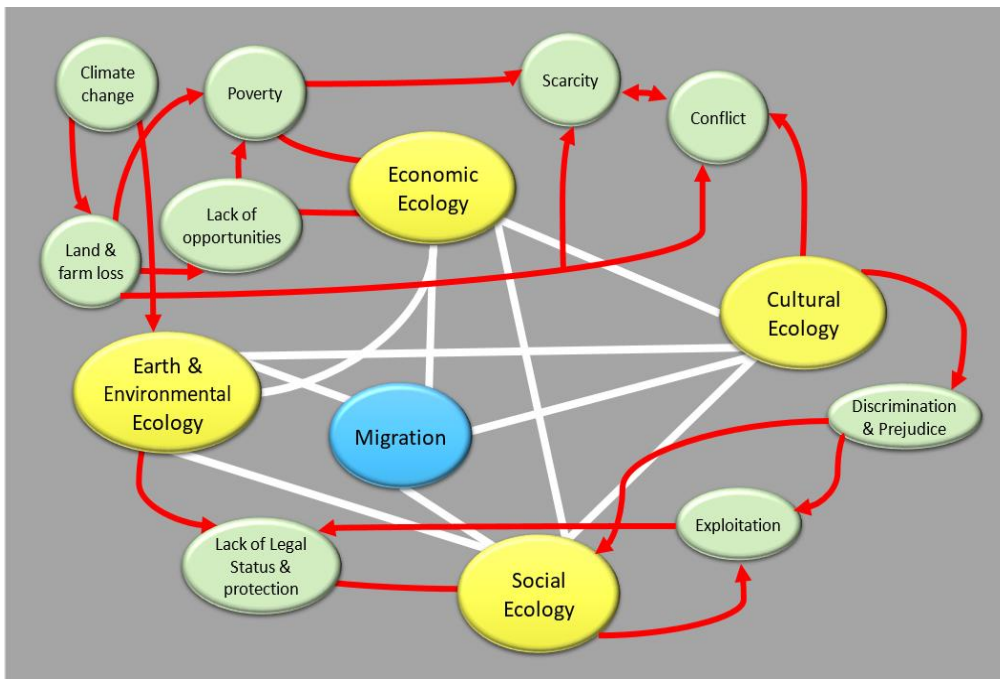 Climate
change
Poverty
Scarcity
Conflict
Economic
Ecology
Lack of
opportunities
Land &
farm loss
Cultural
Ecology
Earth &
Environmental
Ecology
Migration
Discrimination
& Prejudice
Exploitation
Lack of Legal
Status &
protection
Social
Ecology